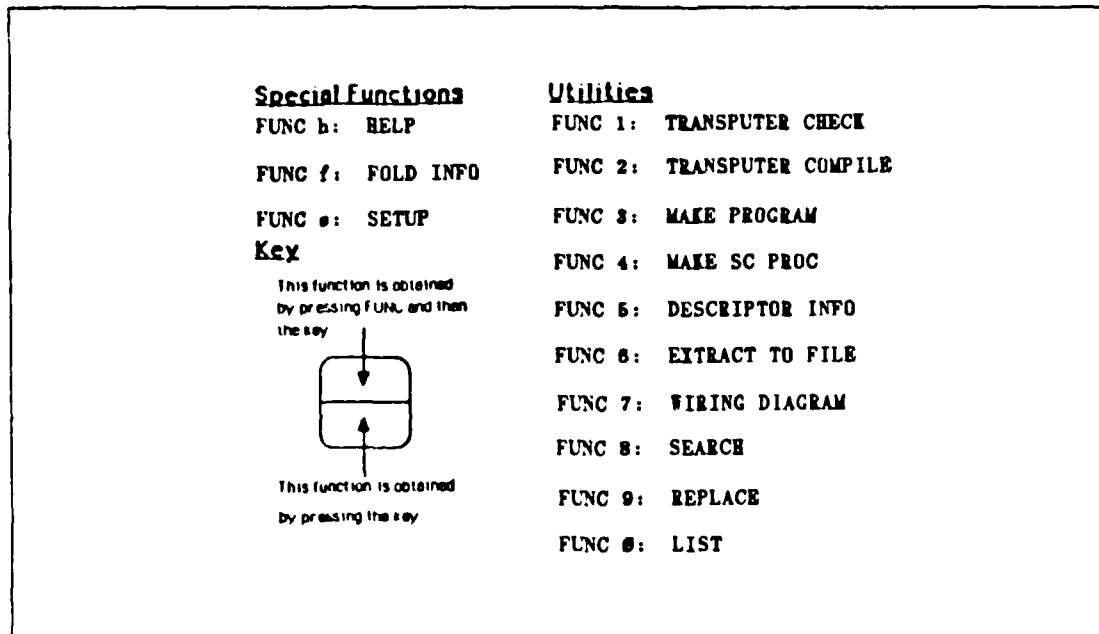 Special Functions
FUNC h: HELP
FUNC f: FOLD INFO
FUNC s: SETUP
Key
This function is obtained
by pressing FUNC and then
the key
This function is obtained
by pressing the key
Utilities
FUNC 1: TRANSPUTER CHECK
FUNC 2: TRANSPUTER COMPILE
FUNC 3: MAKE PROGRAM
FUNC 4: MAKE SC PROC
FUNC 5: DESCRIPTOR INFO
FUNC 6: EXTRACT TO FILE
FUNC 7: WIRING DIAGRAM
FUNC 8: SEARCH
FUNC 9: REPLACE
FUNC 0: LIST